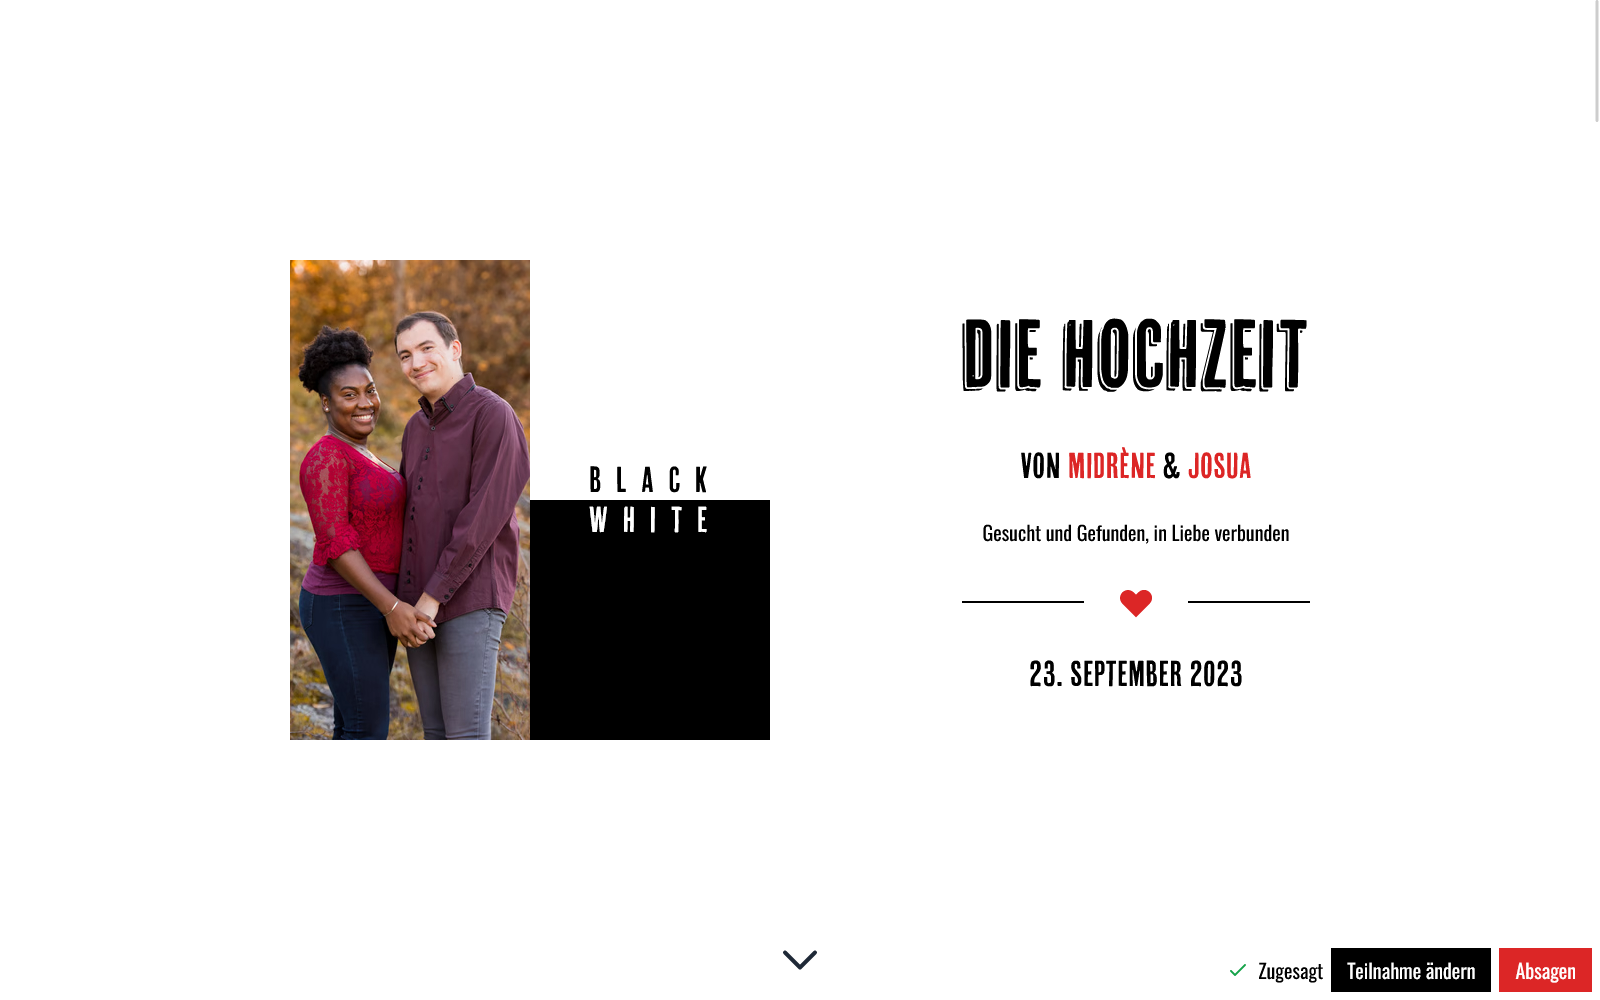 BLACK
WHITE
DIE HOCHZEIT
VON MIDRÈNE & JOSUA
Gesucht und Gefunden, in Liebe verbunden
23. SEPTEMBER 2023
Zugesagt
Teilnahme ändern
Absagen